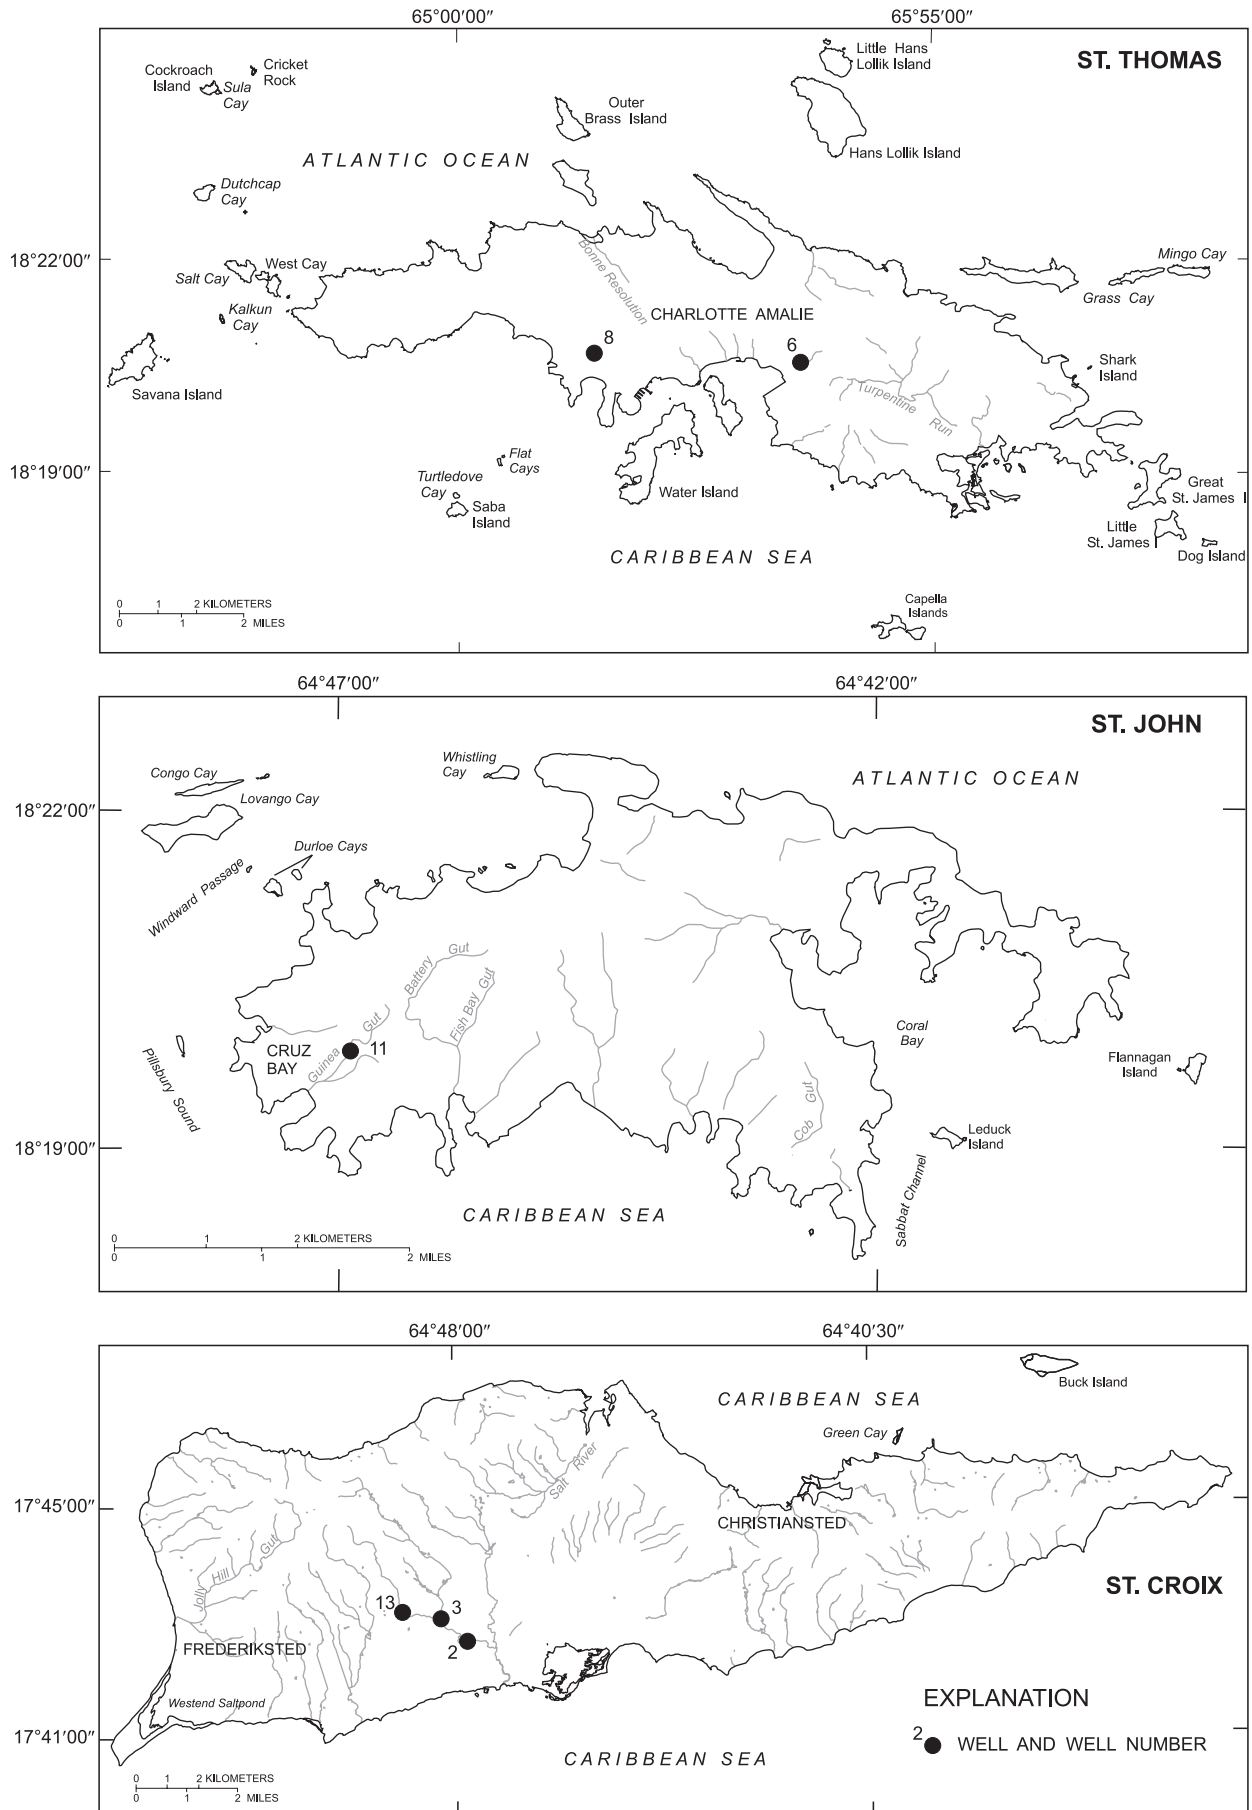 65°00′00″
65°55′00″
ST. THOMAS
Little Hans
Lollik Island
Cockroach
Island
Cricket
Rock
Sula
Cay
Outer
Brass Island
Hans Lollik Island
ATLANTIC OCEAN
Dutchcap
Cay
18°22′00″
Salt Cay
West Cay
Bonne Resolution
Mingo Cay
Grass Cay
Kalkun
Cay
CHARLOTTE AMALIE
8
6
Savana Island
Shark
Island
Turpentine Run
18°19′00″
Flat
Cays
Turtledove
Cay
Saba
Island
Water Island
Great
St. James I
Little
St. James I
Dog Island
CARIBBEAN SEA
Capella
Islands
0 1 2 KILOMETERS
0 1 2 MILES
64°47′00″
64°42′00″
ST. JOHN
Whistling
Cay
ATLANTIC OCEAN
Congo Cay
Lovango Cay
18°22′00″
Durloe Cays
Windward Passage
Battery Gut
Fish Bay Gut
Guinea Gut
CRUZ
BAY
11
Coral
Bay
Pillsbury Sound
Flannagan
Island
Cob Gut
Leduck
Island
18°19′00″
Sabbat Channel
CARIBBEAN SEA
0 1 2 KILOMETERS
0 1 2 MILES
64°48′00″
64°40′30″
Buck Island
CARIBBEAN SEA
Green Cay
Salt River
17°45′00″
CHRISTIANSTED
Jolly Hill Gut
ST. CROIX
13
3
2
FREDERIKSTED
Westend Saltpond
EXPLANATION
17°41′00″
2 WELL AND WELL NUMBER
CARIBBEAN SEA
0 1 2 KILOMETERS
0 1 2 MILES